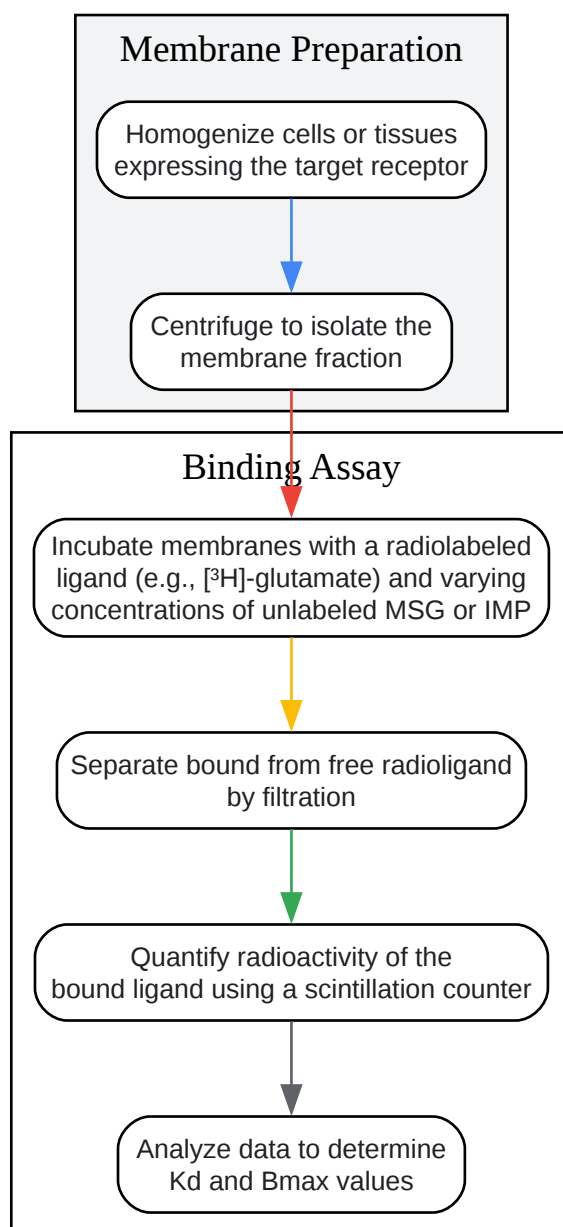 Membrane Preparation
Homogenize cells or tissues
expressing the target receptor
Centrifuge to isolate the
membrane fraction
Binding Assay
Incubate membranes with a radiolabeled
ligand (e.g., [³H]-glutamate) and varying
concentrations of unlabeled MSG or IMP
Separate bound from free radioligand
by filtration
Quantify radioactivity of the
bound ligand using a scintillation counter
Analyze data to determine
Kd and Bmax values